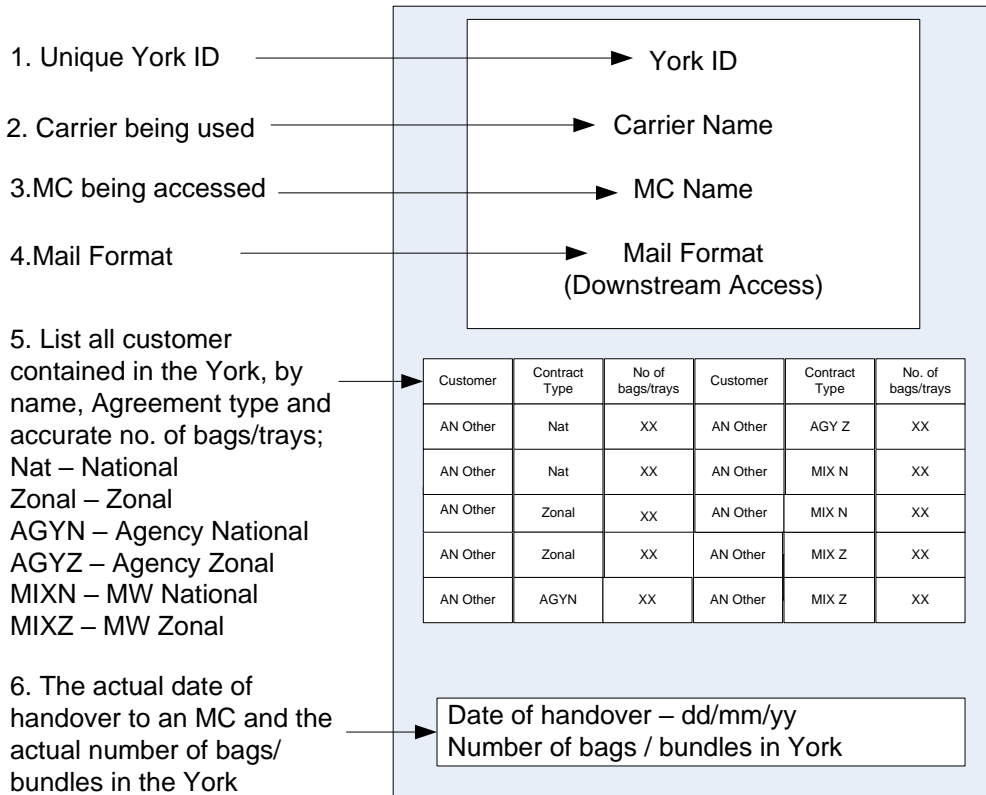 1. Unique York ID
2. Carrier being used
3.MC being accessed
4.Mail Format
5. List all customer
contained in the York, by
name, Agreement type and
accurate no. of bags/trays;
Nat – National
Zonal – Zonal
AGYN – Agency National
AGYZ – Agency Zonal
MIXN – MW National
MIXZ – MW Zonal
6. The actual date of
handover to an MC and the
actual number of bags/
bundles in the York
York ID
Carrier Name
MC Name
Mail Format
(Downstream Access)
Customer Contract Type No of bags/trays Customer Contract Type No. of bags/trays
AN Other Nat XX AN Other AGY Z XX
AN Other Nat XX AN Other MIX N XX
AN Other Zonal XX AN Other MIX N XX
AN Other Zonal XX AN Other MIX Z XX
AN Other AGYN XX AN Other MIX Z XX
Date of handover – dd/mm/yy
Number of bags / bundles in York